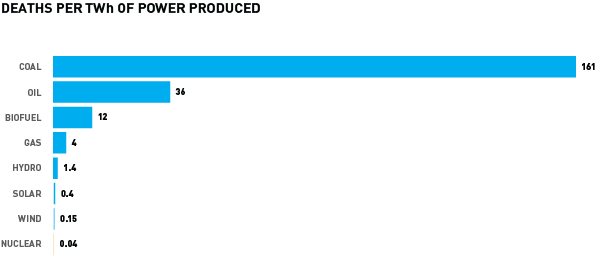 DEATHS PER TWh OF POWER PRODUCED
COAL 161
OIL 36
BIOFUEL 12
GAS 4
HYDRO 1.4
SOLAR 0.4
WIND 0.15
NUCLEAR 0.04